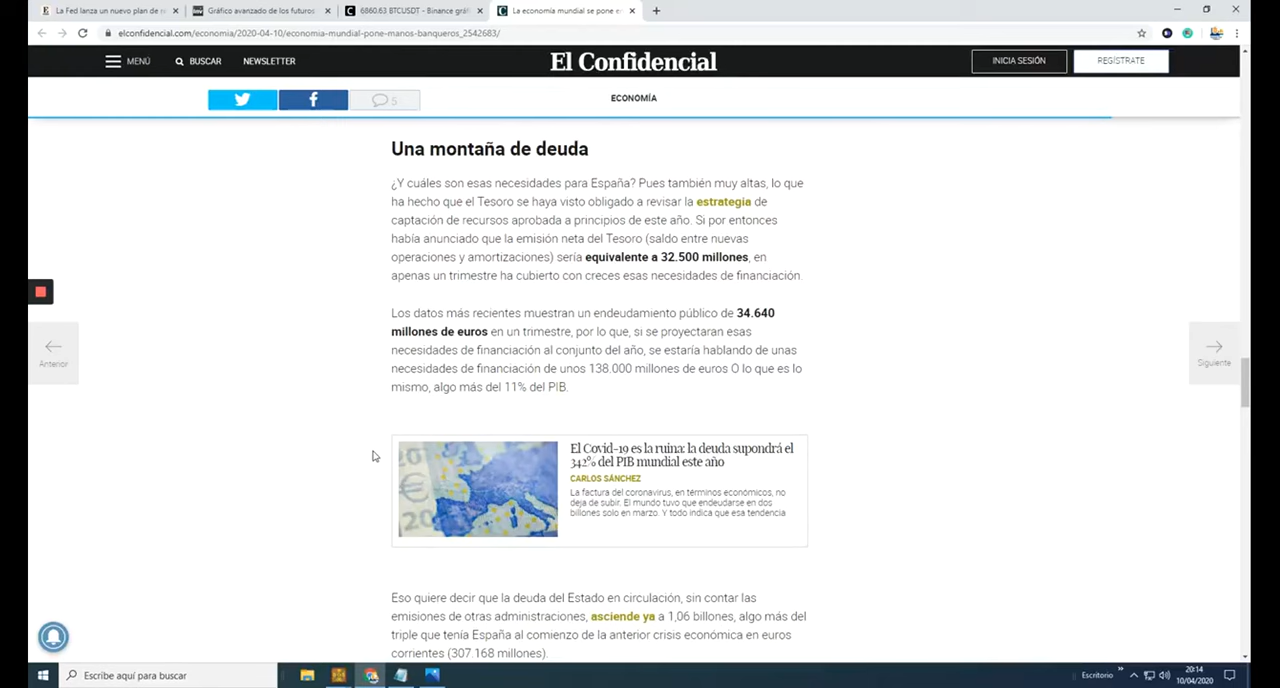 La Fed lanza un nuevo plan de
Gráfico avanzado de los futuros
6860.63 BTCUSDT - Binance gráf
La economía mundial se pone e
elconfidencial.com/economia/2020-04-10/economia-mundial-pone-manos-banqueros_2542683/
MENÚ
BUSCAR
NEWSLETTER
El Confidencial
INICIA SESIÓN
REGÍSTRATE
5
ECONOMÍA
Una montaña de deuda
¿Y cuáles son esas necesidades para España? Pues también muy altas, lo que
ha hecho que el Tesoro se haya visto obligado a revisar la estrategia de
captación de recursos aprobada a principios de este año. Si por entonces
había anunciado que la emisión neta del Tesoro (saldo entre nuevas
operaciones y amortizaciones) sería equivalente a 32.500 millones, en
apenas un trimestre ha cubierto con creces esas necesidades de financiación.
Los datos más recientes muestran un endeudamiento público de 34.640
millones de euros en un trimestre, por lo que, si se proyectaran esas
necesidades de financiación al conjunto del año, se estaría hablando de unas
necesidades de financiación de unos 138.000 millones de euros O lo que es lo
mismo, algo más del 11% del PIB.
Anterior
Siguiente
El Covid-19 es la ruina: la deuda supondrá el
342% del PIB mundial este año
CARLOS SÁNCHEZ
La factura del coronavirus, en términos económicos, no
deja de subir. El mundo tuvo que endeudarse en dos
billones solo en marzo. Y todo indica que esa tendencia
Eso quiere decir que la deuda del Estado en circulación, sin contar las
emisiones de otras administraciones, asciende ya a 1,06 billones, algo más del
triple que tenía España al comienzo de la anterior crisis económica en euros
corrientes (307.168 millones).
Escribe aquí para buscar
Escritorio
20:14
10/04/2020